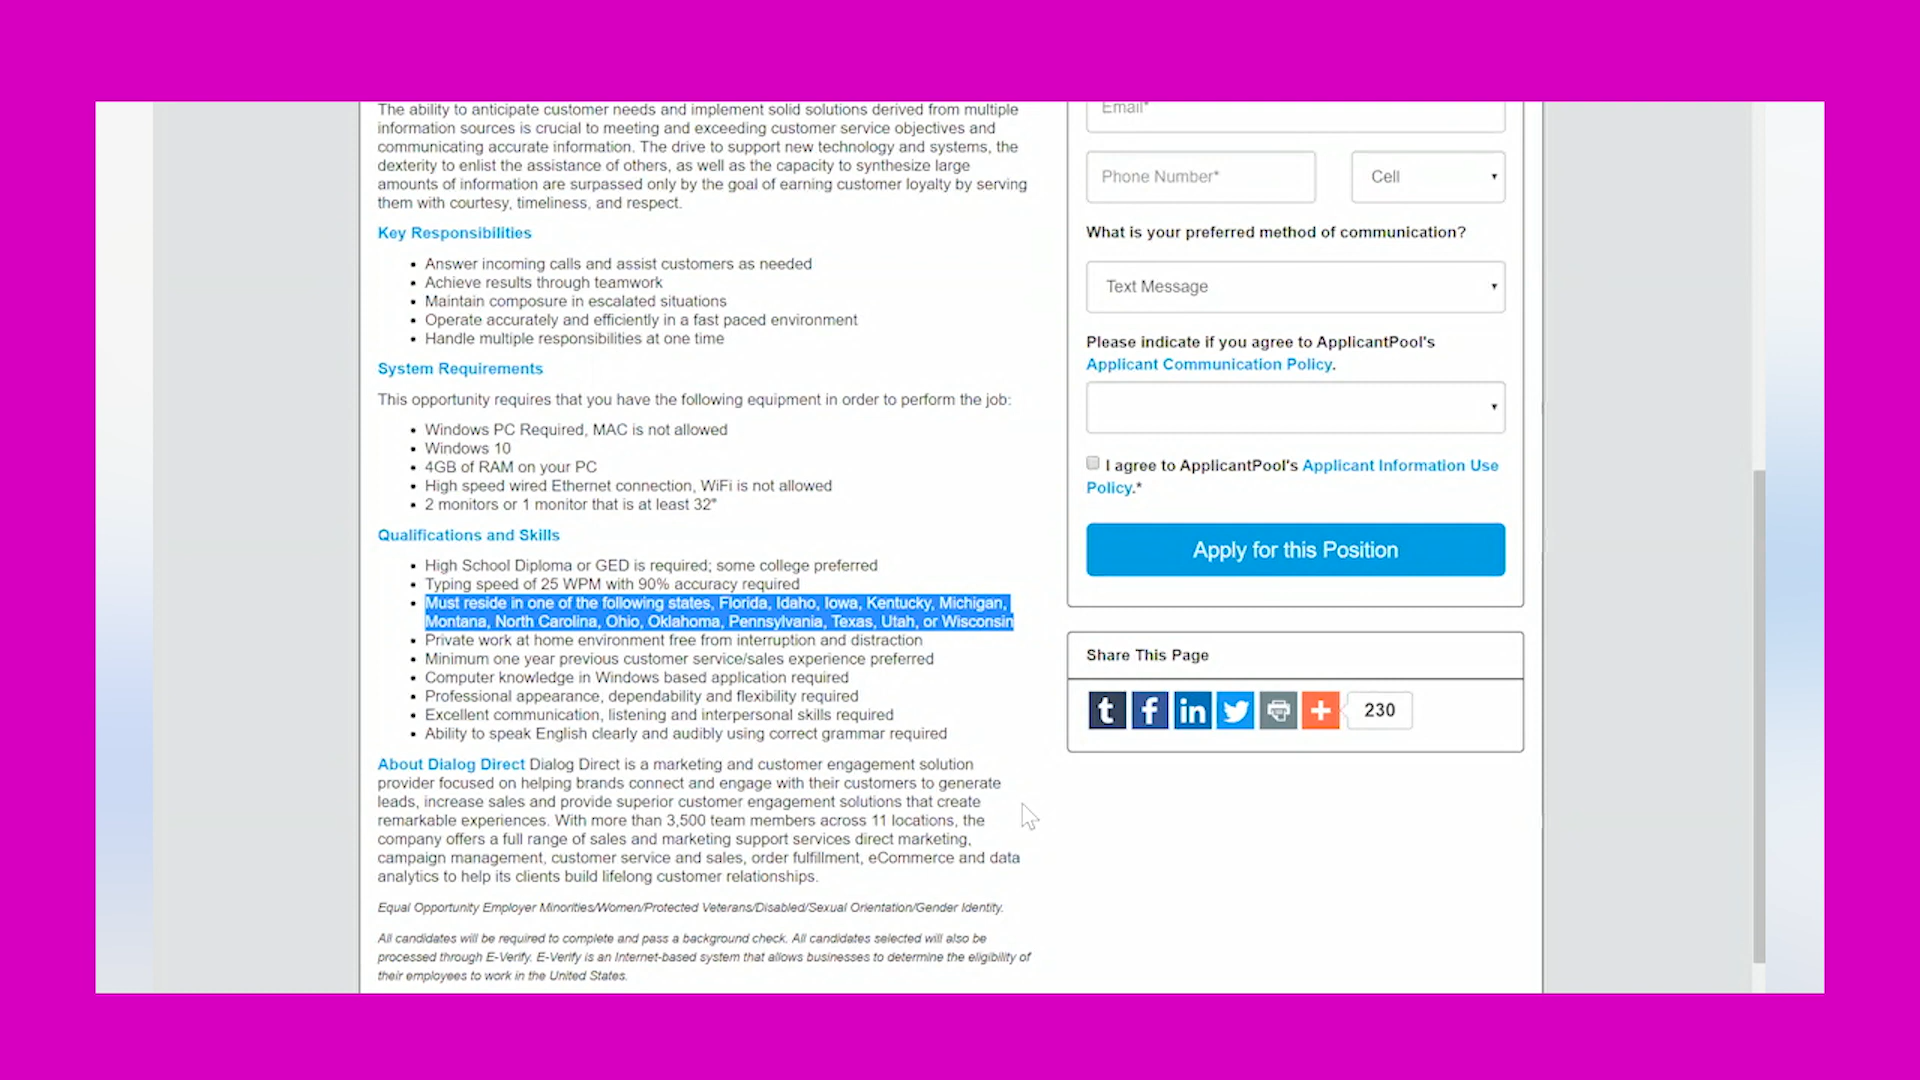 The ability to anticipate customer needs and implement solid solutions derived from multiple
information sources is crucial to meeting and exceeding customer service objectives and
communicating accurate information. The drive to support new technology and systems, the
dexterity to enlist the assistance of others, as well as the capacity to synthesize large
amounts of information are surpassed only by the goal of earning customer loyalty by serving
them with courtesy, timeliness, and respect.
Key Responsibilities
• Answer incoming calls and assist customers as needed
• Achieve results through teamwork
• Maintain composure in escalated situations
• Operate accurately and efficiently in a fast paced environment
• Handle multiple responsibilities at one time
System Requirements
This opportunity requires that you have the following equipment in order to perform the job:
• Windows PC Required, MAC is not allowed
• Windows 10
• 4GB of RAM on your PC
• High speed wired Ethernet connection, WiFi is not allowed
• 2 monitors or 1 monitor that is at least 32"
Qualifications and Skills
• High School Diploma or GED is required; some college preferred
• Typing speed of 25 WPM with 90% accuracy required
• Must reside in one of the following states, Florida, Idaho, Iowa, Kentucky, Michigan,
Montana, North Carolina, Ohio, Oklahoma, Pennsylvania, Texas, Utah, or Wisconsin
• Private work at home environment free from interruption and distraction
• Minimum one year previous customer service/sales experience preferred
• Computer knowledge in Windows based application required
• Professional appearance, dependability and flexibility required
• Excellent communication, listening and interpersonal skills required
• Ability to speak English clearly and audibly using correct grammar required
About Dialog Direct Dialog Direct is a marketing and customer engagement solution
provider focused on helping brands connect and engage with their customers to generate
leads, increase sales and provide superior customer engagement solutions that create
remarkable experiences. With more than 3,500 team members across 11 locations, the
company offers a full range of sales and marketing support services direct marketing,
campaign management, customer service and sales, order fulfillment, eCommerce and data
analytics to help its clients build lifelong customer relationships.
Equal Opportunity Employer Minorities/Women/Protected Veterans/Disabled/Sexual Orientation/Gender Identity.
All candidates will be required to complete and pass a background check. All candidates selected will also be
processed through E-Verify. E-Verify is an Internet-based system that allows businesses to determine the eligibility of
their employees to work in the United States.
Email*
Phone Number*
Cell
What is your preferred method of communication?
Text Message
Please indicate if you agree to ApplicantPool's
Applicant Communication Policy.
I agree to ApplicantPool's Applicant Information Use
Policy.*
Apply for this Position
Share This Page
230